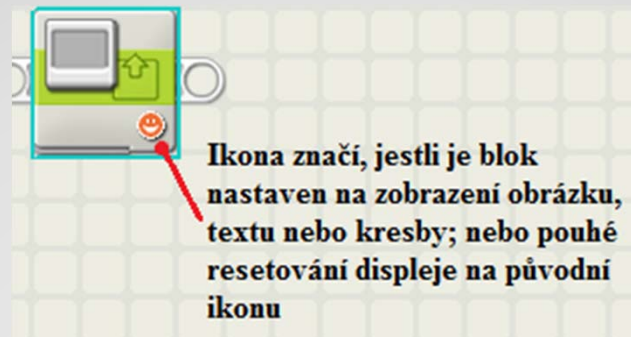 Ikona značí, jestli je blok
nastaven na zobrazení obrázku,
textu nebo kresby; nebo pouhé
resetování displeje na původní
ikonu